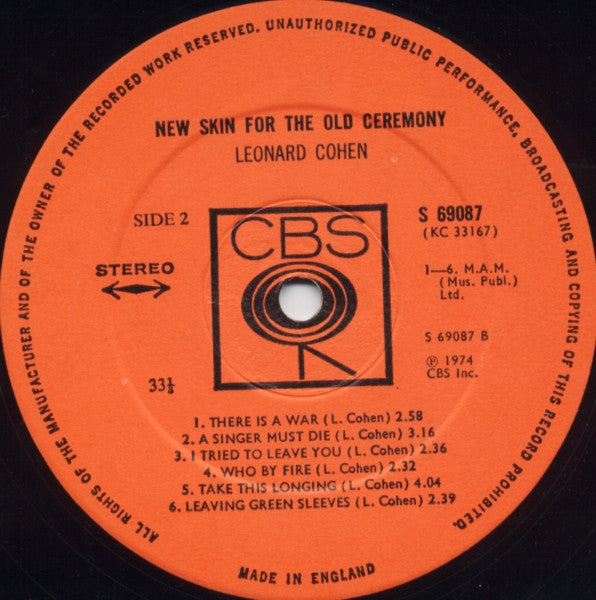 ALL RIGHTS OF THE MANUFACTURER AND OF THE OWNER OF THE RECORDED WORK RESERVED. UNAUTHORIZED PUBLIC PERFORMANCE, BROADCASTING AND COPYING OF THIS RECORD PROHIBITED.
NEW SKIN FOR THE OLD CEREMONY
LEONARD COHEN
SIDE 2
CBS
S 69087
(KC 33167)
STEREO
1—6. M.A.M.
(Mus. Publ.)
Ltd.
S 69087 B
33⅓
℗ 1974
CBS Inc.
1. THERE IS A WAR (L. Cohen) 2.58
2. A SINGER MUST DIE (L. Cohen) 3.16
3. I TRIED TO LEAVE YOU (L. Cohen) 2.36
4. WHO BY FIRE (L. Cohen) 2.32
5. TAKE THIS LONGING (L. Cohen) 4.04
6. LEAVING GREEN SLEEVES (L. Cohen) 2.39
MADE IN ENGLAND